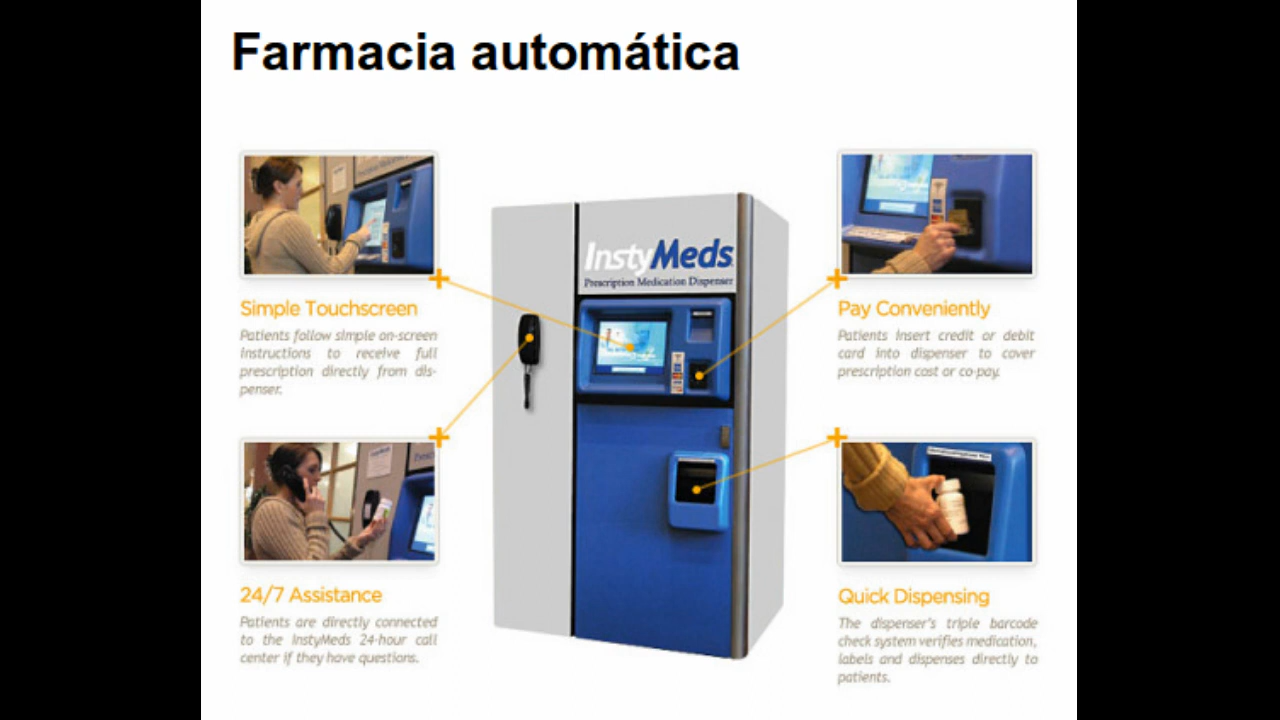 Farmacia automática
InstyMeds
Prescription Medication Dispenser
Simple Touchscreen
Patients follow simple on-screen
instructions to receive full
prescription directly from dis-
penser.
Pay Conveniently
Patients insert credit or debit
card into dispenser to cover
prescription cost or co-pay.
24/7 Assistance
Patients are directly connected
to the InstyMeds 24-hour call
center if they have questions.
Quick Dispensing
The dispenser's triple barcode
check system verifies medication,
labels and dispenses directly to
patients.